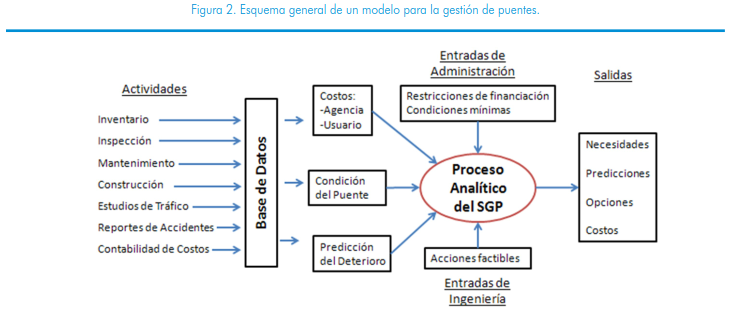 Figura 2. Esquema general de un modelo para la gestión de puentes.
Actividades
Inventario
Inspección
Mantenimiento
Construcción
Estudios de Tráfico
Reportes de Accidentes
Contabilidad de Costos
Base de Datos
Costos:
-Agencia
-Usuario
Condición
del Puente
Predicción
del Deterioro
Entradas de
Administración
Restricciones de financiación
Condiciones mínimas
Proceso
Analítico
del SGP
Acciones factibles
Entradas de
Ingeniería
Salidas
Necesidades
Predicciones
Opciones
Costos